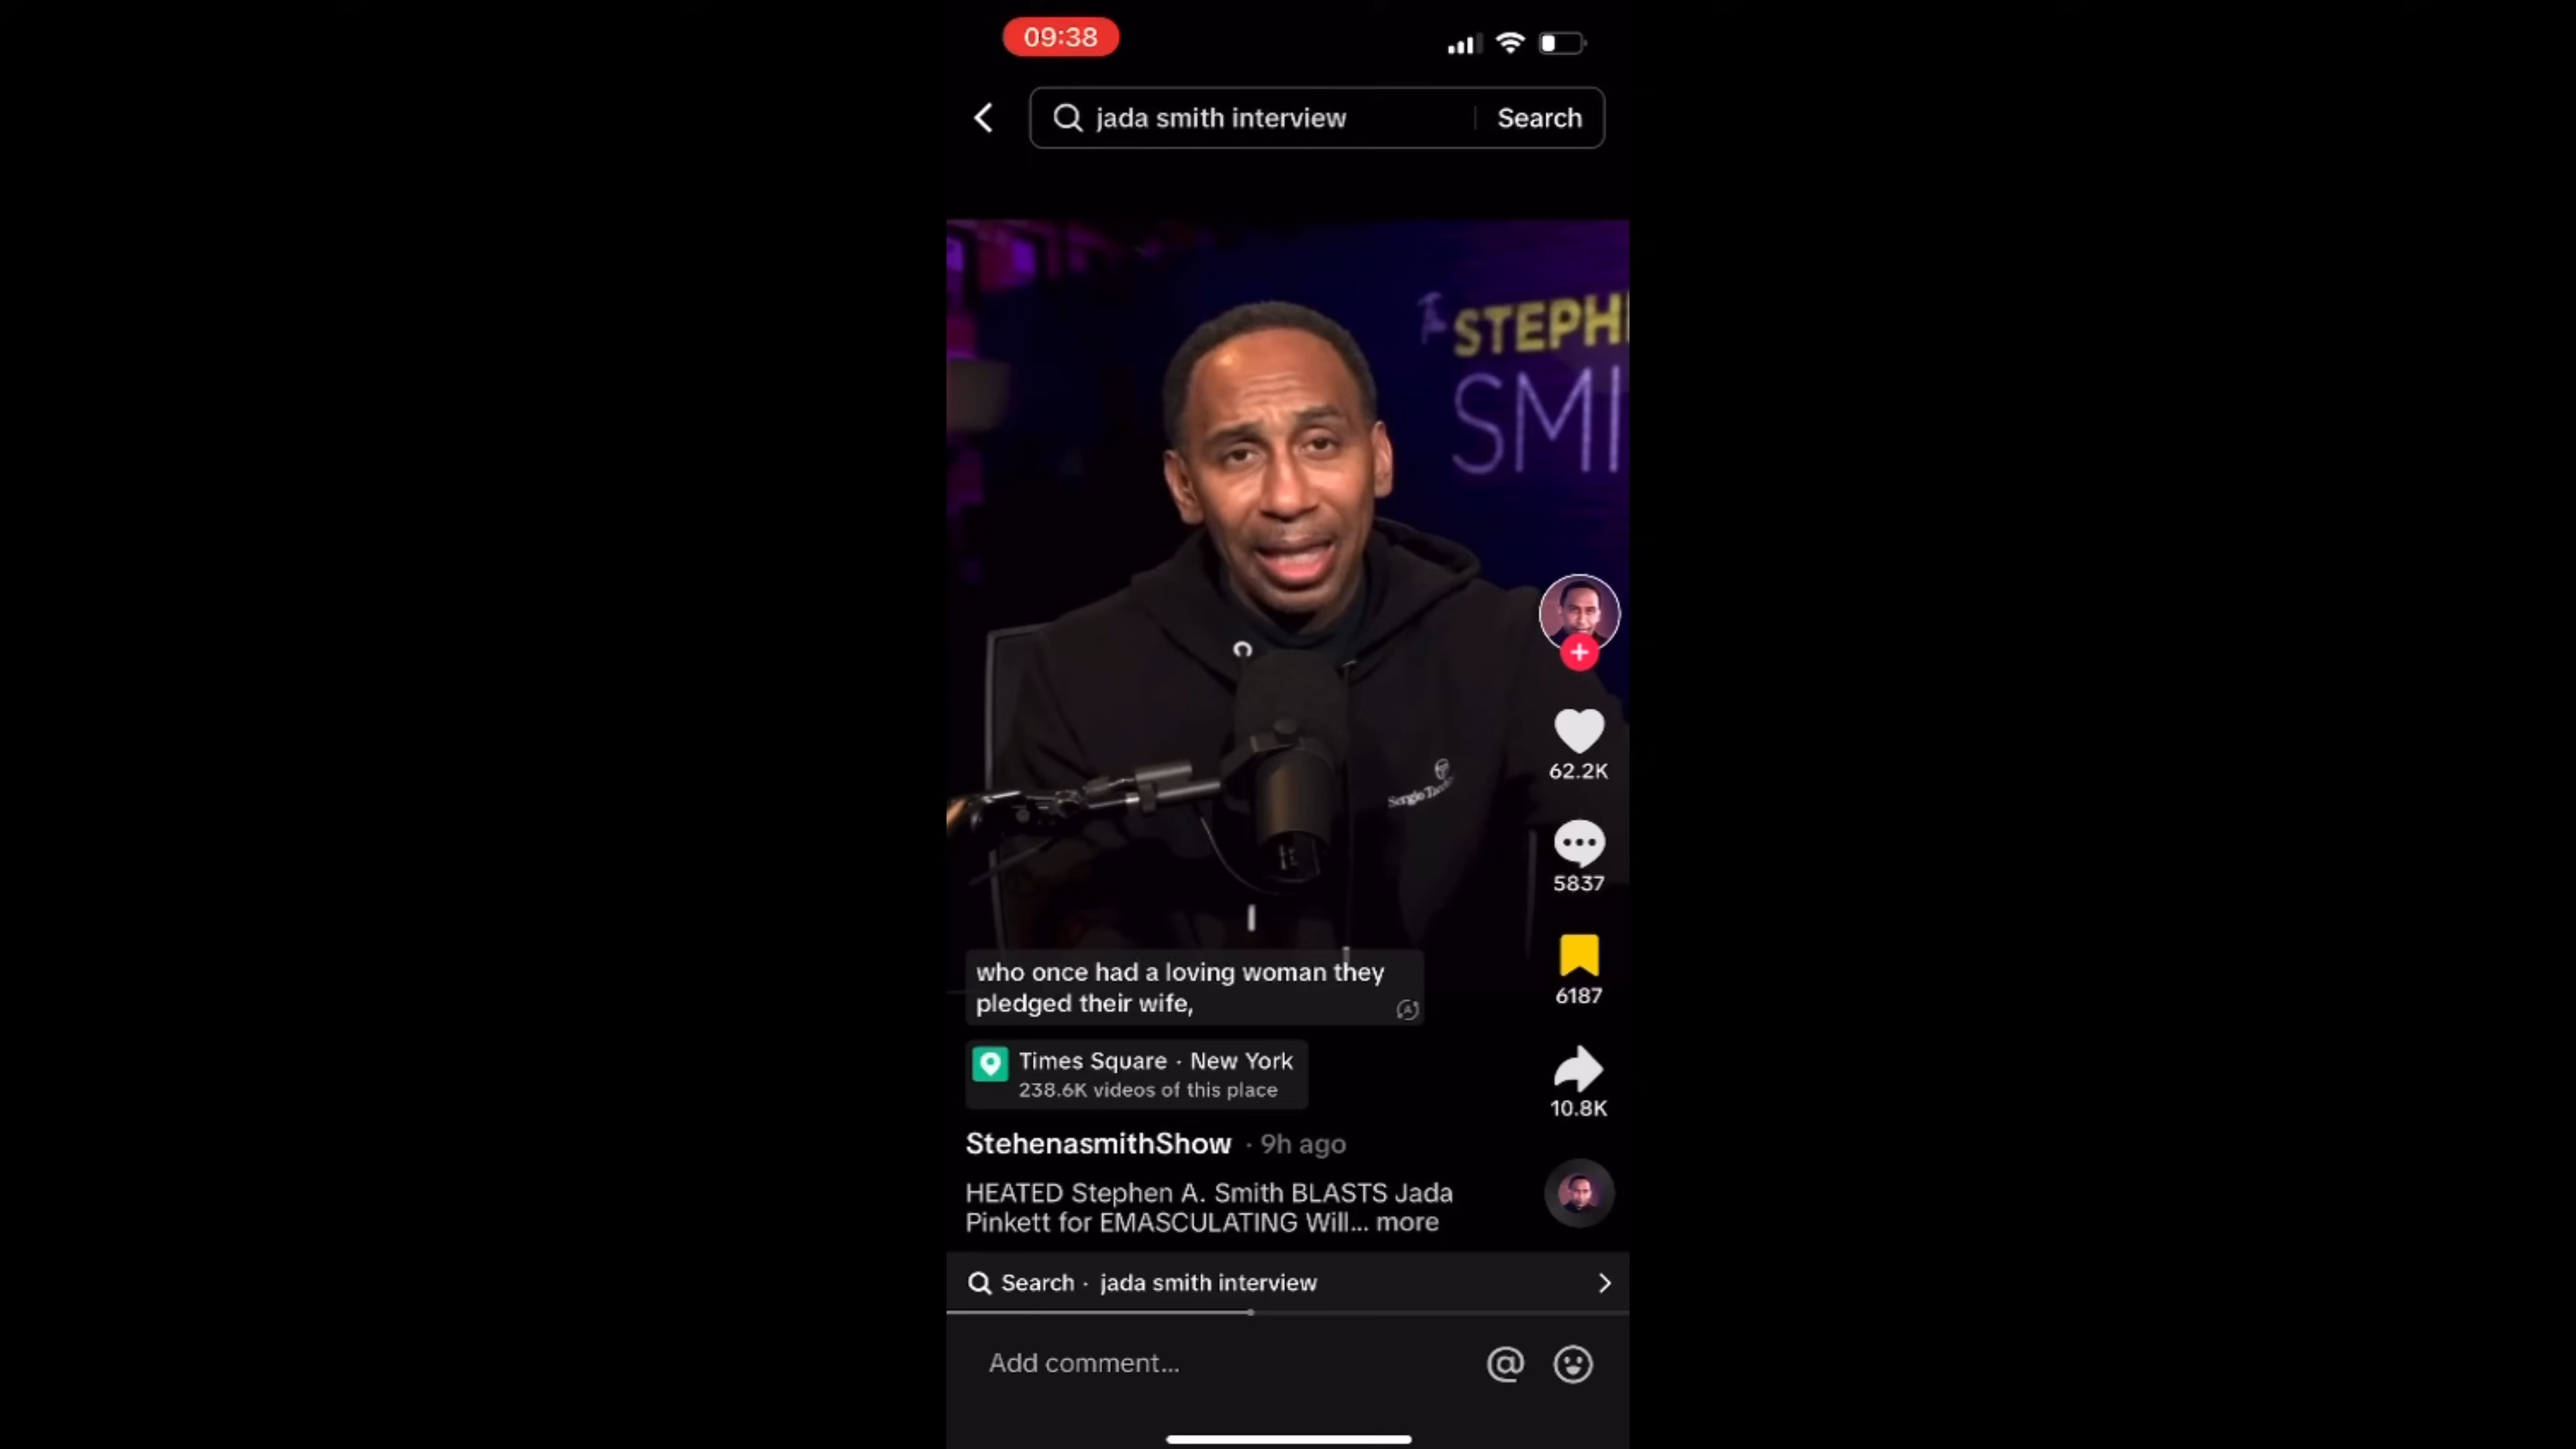 09:38
jada smith interview
Search
The
STEPH
SMI
62.2K
Sergio
5837
who once had a loving woman they
pledged their wife,
6187
Times Square · New York
238.6K videos of this place
10.8K
StehenasmithShow · 9h ago
HEATED Stephen A. Smith BLASTS Jada
Pinkett for EMASCULATING Will... more
Search · jada smith interview
Add comment...